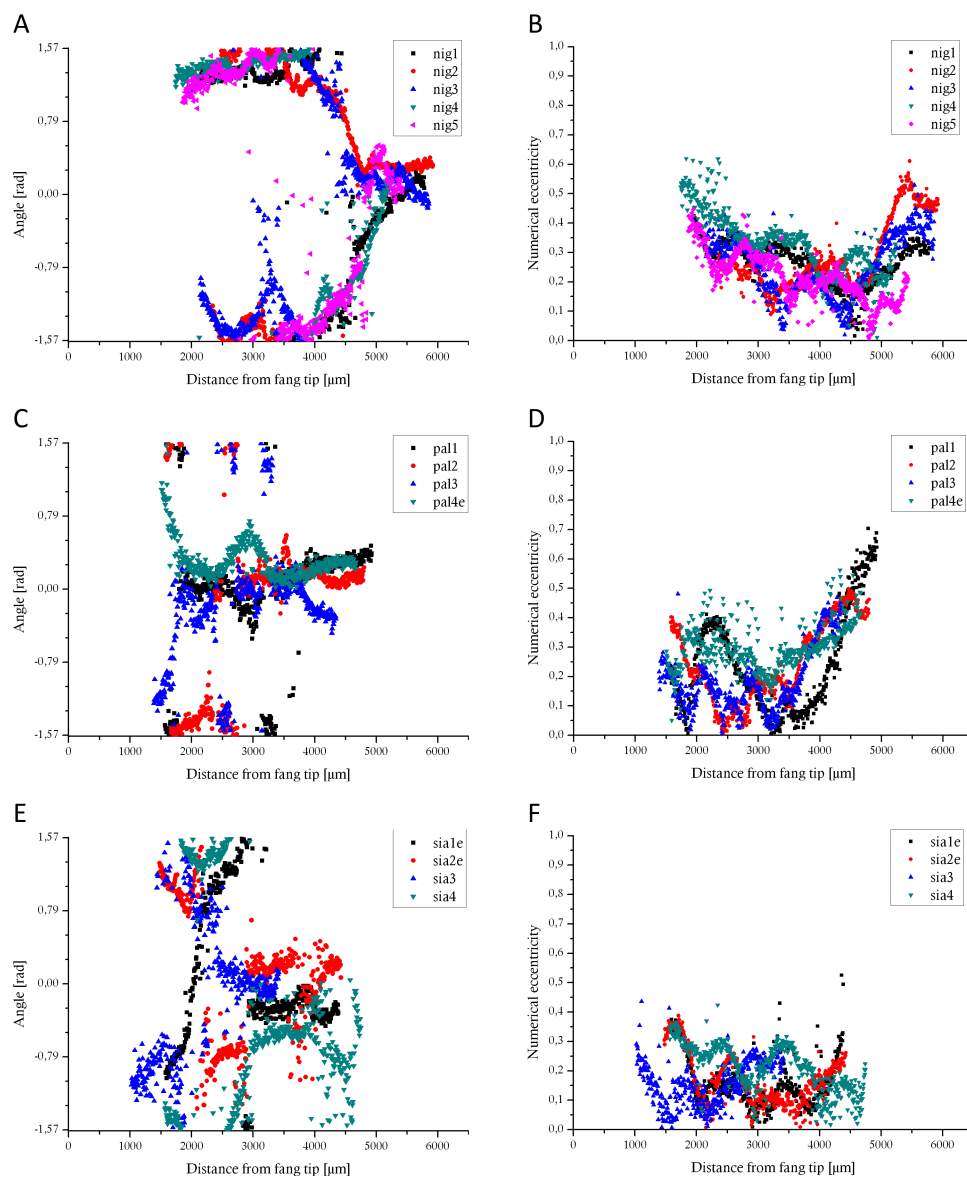 A
1,57
0,79
0,00
-0,79
-1,57
Angle [rad]
0 1000 2000 3000 4000 5000 6000
Distance from fang tip [µm]
nig1
nig2
nig3
nig4
nig5
B
1,0
0,9
0,8
0,7
0,6
0,5
0,4
0,3
0,2
0,1
0,0
Numerical eccentricity
0 1000 2000 3000 4000 5000 6000
Distance from fang tip [µm]
nig1
nig2
nig3
nig4
nig5
C
1,57
0,79
0,00
-0,79
-1,57
Angle [rad]
0 1000 2000 3000 4000 5000 6000
Distance from fang tip [µm]
pal1
pal2
pal3
pal4e
D
1,0
0,9
0,8
0,7
0,6
0,5
0,4
0,3
0,2
0,1
0,0
Numerical eccentricity
0 1000 2000 3000 4000 5000 6000
Distance from fang tip [µm]
pal1
pal2
pal3
pal4e
E
1,57
0,79
0,00
-0,79
-1,57
Angle [rad]
0 1000 2000 3000 4000 5000 6000
Distance from fang tip [µm]
sia1e
sia2e
sia3
sia4
F
1,0
0,9
0,8
0,7
0,6
0,5
0,4
0,3
0,2
0,1
0,0
Numerical eccentricity
0 1000 2000 3000 4000 5000 6000
Distance from fang tip [µm]
sia1e
sia2e
sia3
sia4